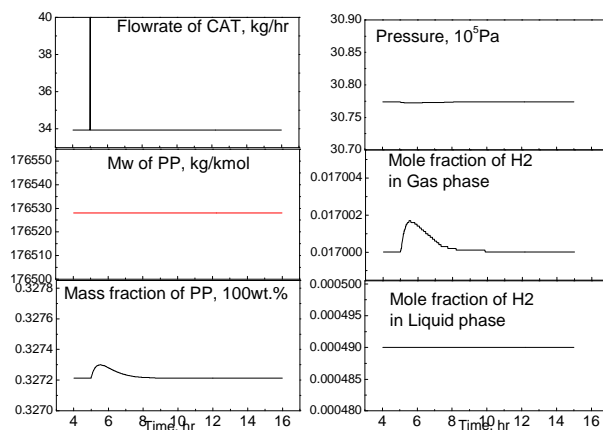 Flowrate of CAT, kg/hr
40
38
36
34
Mw of PP, kg/kmol
176550
176540
176530
176520
176510
176500
Mass fraction of PP, 100wt.%
0.3278
0.3276
0.3274
0.3272
0.3270
4 6 8 10 12 14 16
Time, hr
Pressure, 10⁵Pa
30.90
30.85
30.80
30.75
30.70
Mole fraction of H2
in Gas phase
0.017004
0.017002
0.017000
Mole fraction of H2
in Liquid phase
0.000500
0.000495
0.000490
0.000485
0.000480
4 6 8 10 12 14 16
Time, hr